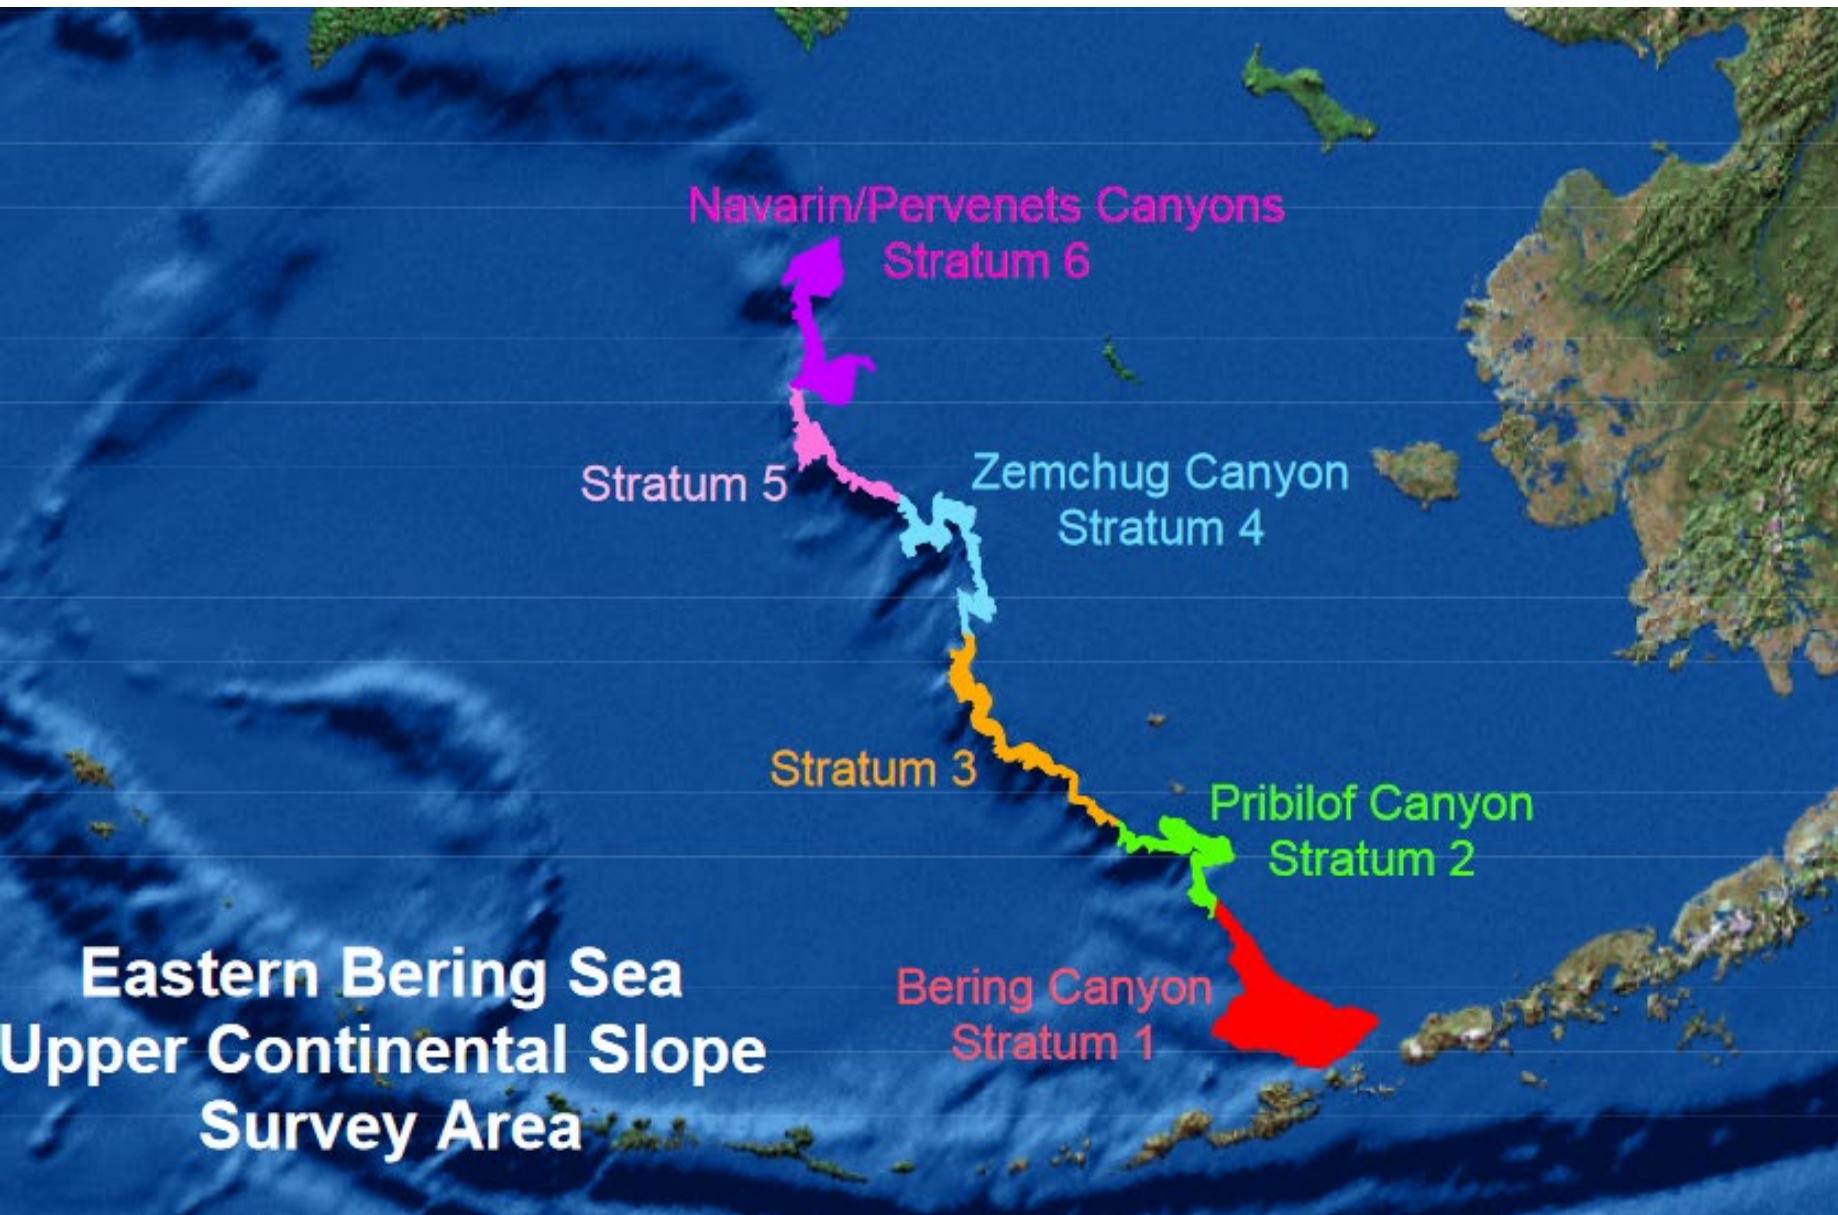 Navarin/Pervenets Canyons
Stratum 6
Stratum 5
Zemchug Canyon
Stratum 4
Stratum 3
Pribilof Canyon
Stratum 2
Bering Canyon
Stratum 1
Eastern Bering Sea
Upper Continental Slope
Survey Area